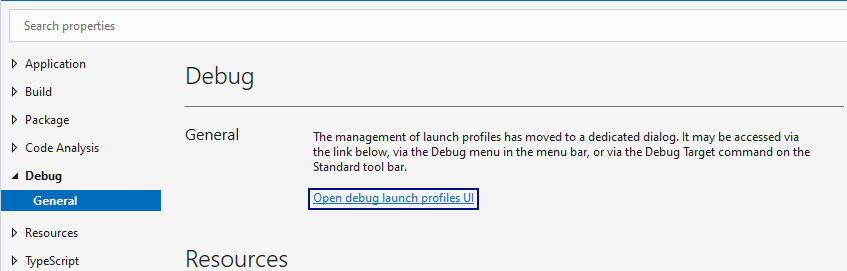 Search properties
Application
Build
Package
Code Analysis
Debug
General
Resources
TypeScript
Debug
General
The management of launch profiles has moved to a dedicated dialog. It may be accessed via
the link below, via the Debug menu in the menu bar, or via the Debug Target command on the
Standard tool bar.
Open debug launch profiles UI
Resources